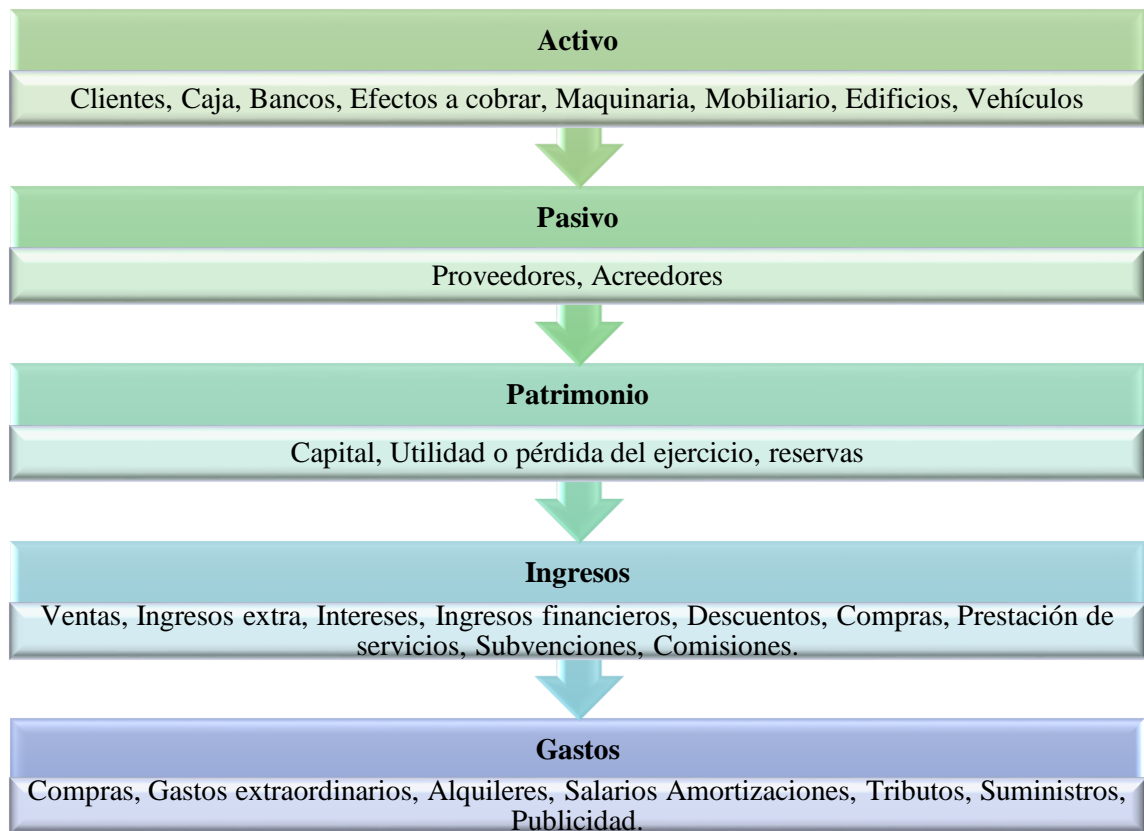 Activo
Clientes, Caja, Bancos, Efectos a cobrar, Maquinaria, Mobiliario, Edificios, Vehículos
Pasivo
Proveedores, Acreedores
Patrimonio
Capital, Utilidad o pérdida del ejercicio, reservas
Ingresos
Ventas, Ingresos extra, Intereses, Ingresos financieros, Descuentos, Compras, Prestación de
servicios, Subvenciones, Comisiones.
Gastos
Compras, Gastos extraordinarios, Alquileres, Salarios Amortizaciones, Tributos, Suministros,
Publicidad.